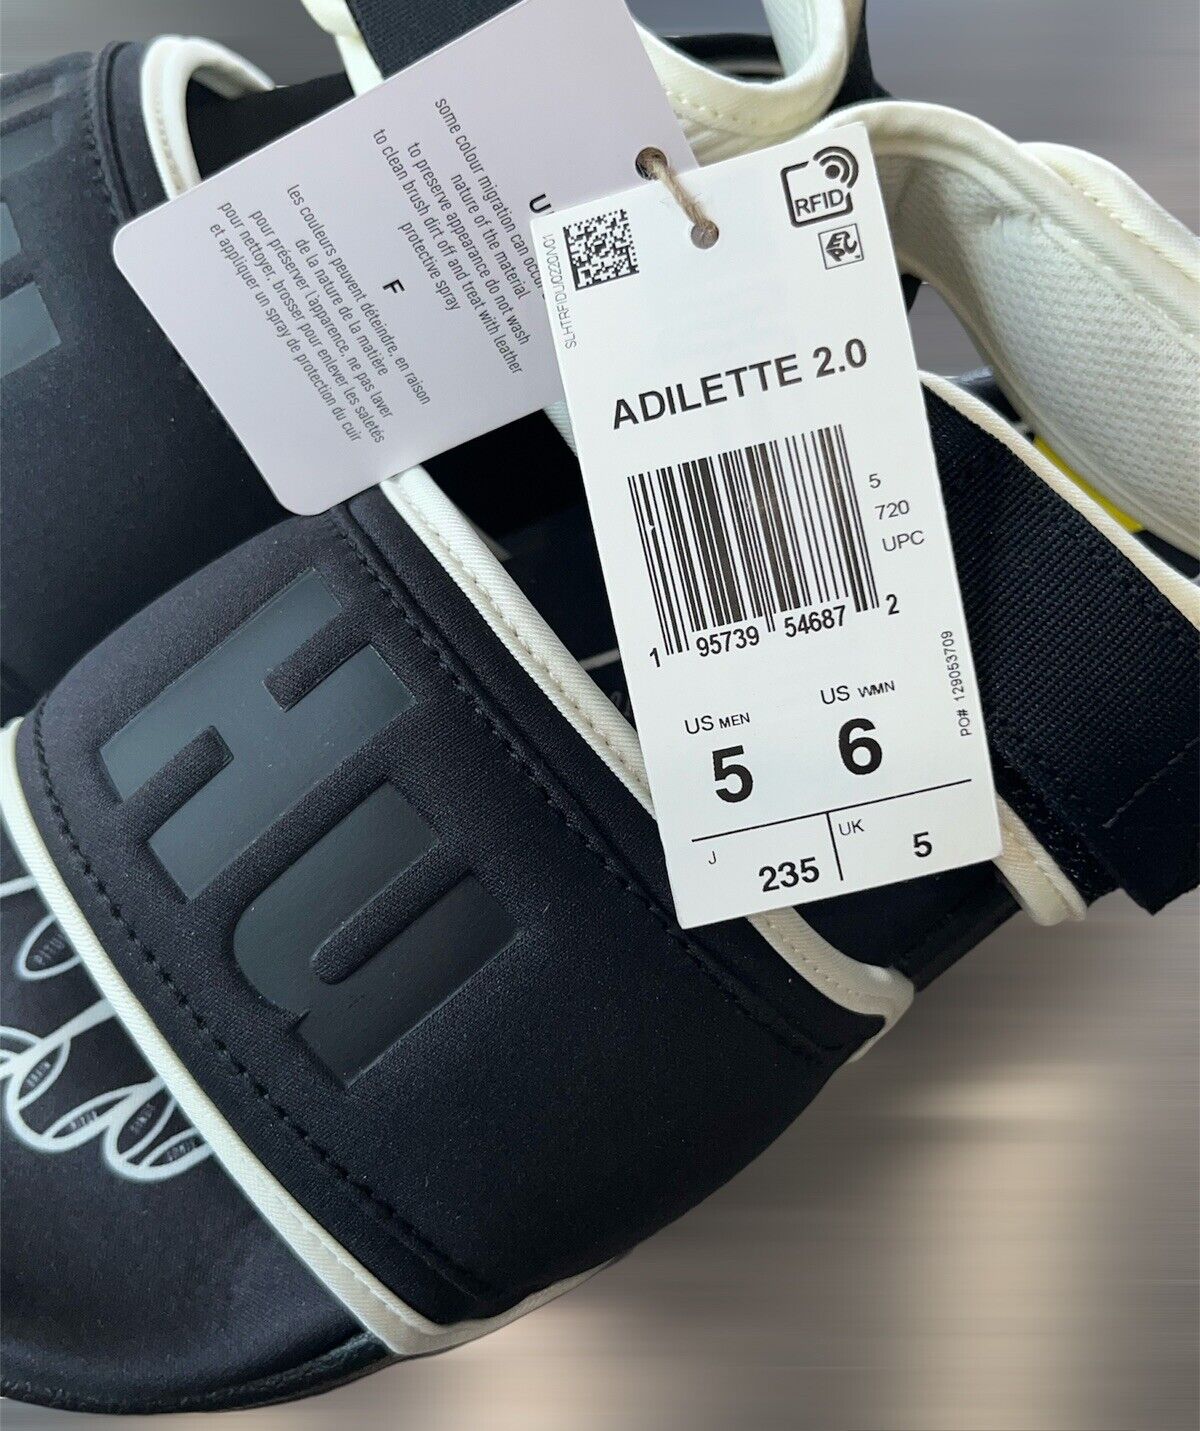 U
some colour migration can occur
nature of the material
to preserve appearance do not wash
to clean brush dirt off and treat with leather
protective spray
F
les couleurs peuvent déteindre, en raison
de la nature de la matière
pour préserver l'apparence, ne pas laver
pour nettoyer, brosser pour enlever les saletés
et appliquer un spray de protection du cuir
RFID
ADILETTE 2.0
5
720
UPC
1 95739 54687 2
US MEN
5
US WMN
6
J
235
UK
5
PO# 129053709